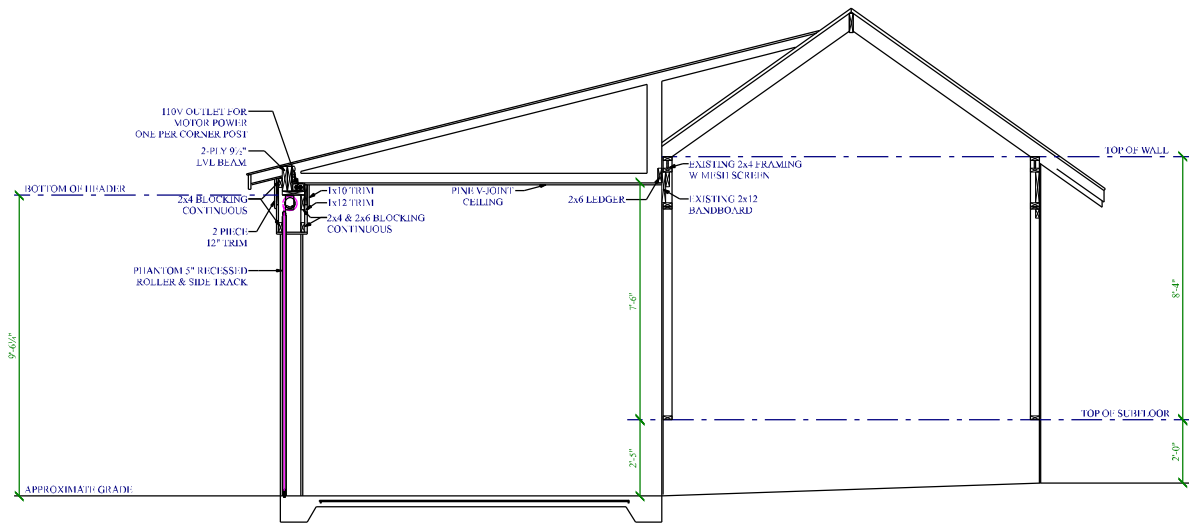 110V OUTLET FOR
MOTOR POWER
ONE PER CORNER POST
2-PLY 9½"
LVL BEAM
BOTTOM OF HEADER
2x4 BLOCKING
CONTINUOUS
2 PIECE
12" TRIM
PHANTOM 5" RECESSED
ROLLER & SIDE TRACK
1x10 TRIM
1x12 TRIM
2x4 & 2x6 BLOCKING
CONTINUOUS
PINE V-JOINT
CEILING
2x6 LEDGER
EXISTING 2x4 FRAMING
W MESH SCREEN
EXISTING 2x12
BANDBOARD
TOP OF WALL
TOP OF SUBFLOOR
APPROXIMATE GRADE
9'-6¼"
7'-6"
2'-5"
8'-4"
2'-0"